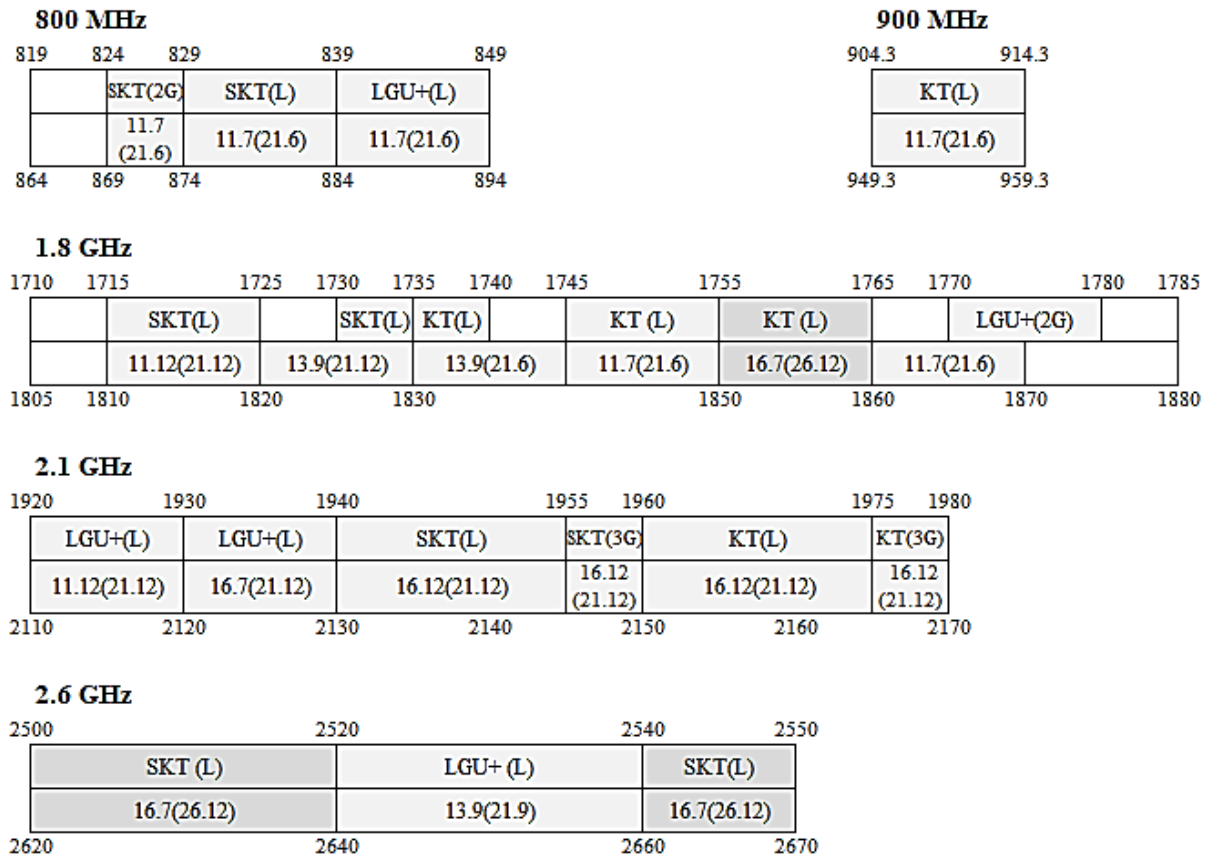 800 MHz
900 MHz
819 824 829 839 849
904.3 914.3
SKT(2G) SKT(L) LGU+(L)
KT(L)
11.7
(21.6)
11.7(21.6) 11.7(21.6)
11.7(21.6)
864 869 874 884 894
949.3 959.3
1.8 GHz
1710 1715 1725 1730 1735 1740 1745 1755 1765 1770 1780 1785
SKT(L) SKT(L) KT(L) KT (L) KT (L) LGU+(2G)
11.12(21.12) 13.9(21.12) 13.9(21.6) 11.7(21.6) 16.7(26.12) 11.7(21.6)
1805 1810 1820 1830 1850 1860 1870 1880
2.1 GHz
1920 1930 1940 1955 1960 1975 1980
LGU+(L) LGU+(L) SKT(L) SKT(3G) KT(L) KT(3G)
11.12(21.12) 16.7(21.12) 16.12(21.12) 16.12
(21.12)
16.12(21.12) 16.12
(21.12)
2110 2120 2130 2140 2150 2160 2170
2.6 GHz
2500 2520 2540 2550
SKT (L) LGU+ (L) SKT(L)
16.7(26.12) 13.9(21.9) 16.7(26.12)
2620 2640 2660 2670